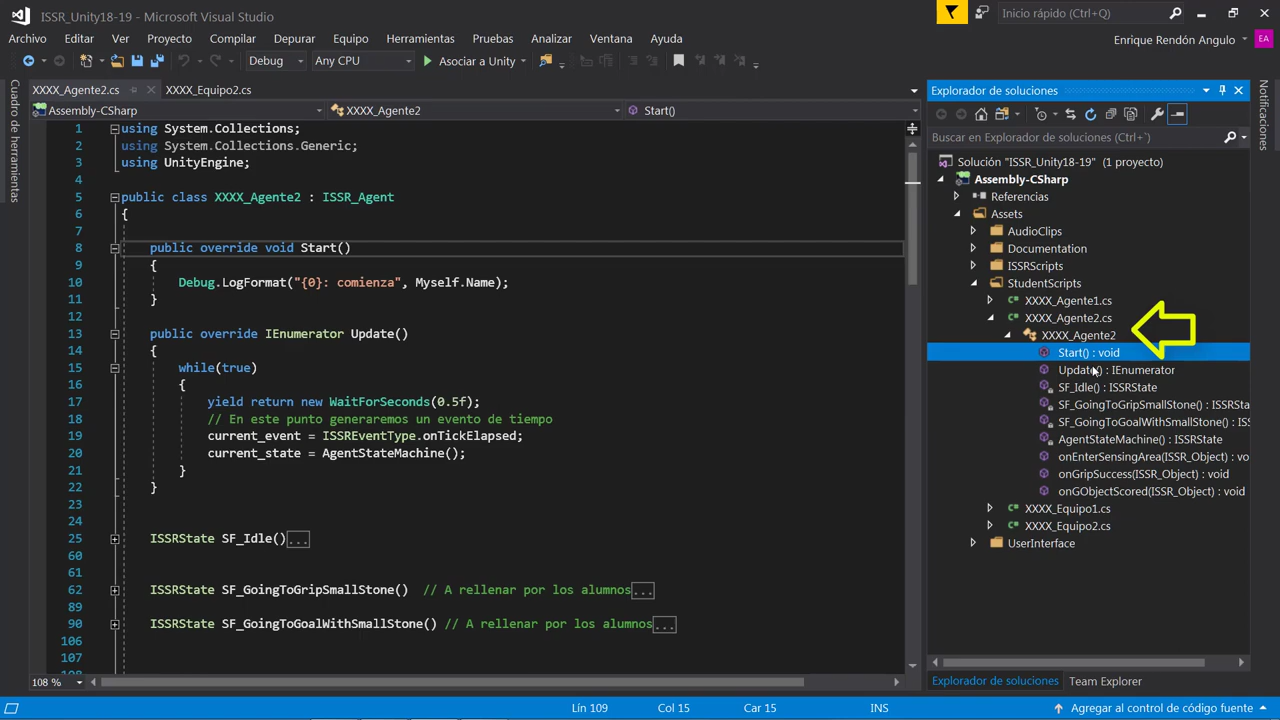 ISSR_Unity18-19 - Microsoft Visual Studio
Inicio rápido (Ctrl+Q)
Archivo Editar Ver Proyecto Compilar Depurar Equipo Herramientas Pruebas Analizar Ventana Ayuda
Enrique Rendón Angulo EA
Debug Any CPU Asociar a Unity
Cuadro de herramientas
XXXX_Agente2.cs XXXX_Equipo2.cs
Assembly-CSharp XXXX_Agente2 Start()
1 using System.Collections;
2 using System.Collections.Generic;
3 using UnityEngine;
4
5 public class XXXX_Agente2 : ISSR_Agent
6 {
7
8 public override void Start()
9 {
10 Debug.LogFormat("{0}: comienza", Myself.Name);
11 }
12
13 public override IEnumerator Update()
14 {
15 while(true)
16 {
17 yield return new WaitForSeconds(0.5f);
18 // En este punto generaremos un evento de tiempo
19 current_event = ISSREventType.onTickElapsed;
20 current_state = AgentStateMachine();
21 }
22 }
23
24
25 ISSRState SF_Idle()...
60
61
62 ISSRState SF_GoingToGripSmallStone() // A rellenar por los alumnos...
89
90 ISSRState SF_GoingToGoalWithSmallStone() // A rellenar por los alumnos...
106
107
108 %
Explorador de soluciones
Buscar en Explorador de soluciones (Ctrl+`)
Solución "ISSR_Unity18-19" (1 proyecto)
Assembly-CSharp
Referencias
Assets
AudioClips
Documentation
ISSRScripts
StudentScripts
XXXX_Agente1.cs
XXXX_Agente2.cs
XXXX_Agente2
Start() : void
Update() : IEnumerator
SF_Idle() : ISSRState
SF_GoingToGripSmallStone() : ISSRSta
SF_GoingToGoalWithSmallStone() : ISS
AgentStateMachine() : ISSRState
onEnterSensingArea(ISSR_Object) : vo
onGripSuccess(ISSR_Object) : void
onGObjectScored(ISSR_Object) : void
XXXX_Equipo1.cs
XXXX_Equipo2.cs
UserInterface
Explorador de soluciones Team Explorer
Notificaciones
Lín 109 Col 15 Car 15 INS Agregar al control de código fuente